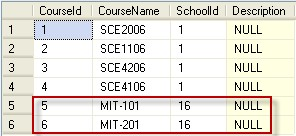 CourseId CourseName SchoolId Description
1 1 SCE2006 1 NULL
2 2 SCE1106 1 NULL
3 3 SCE4206 1 NULL
4 4 SCE4106 1 NULL
5 5 MIT-101 16 NULL
6 6 MIT-201 16 NULL